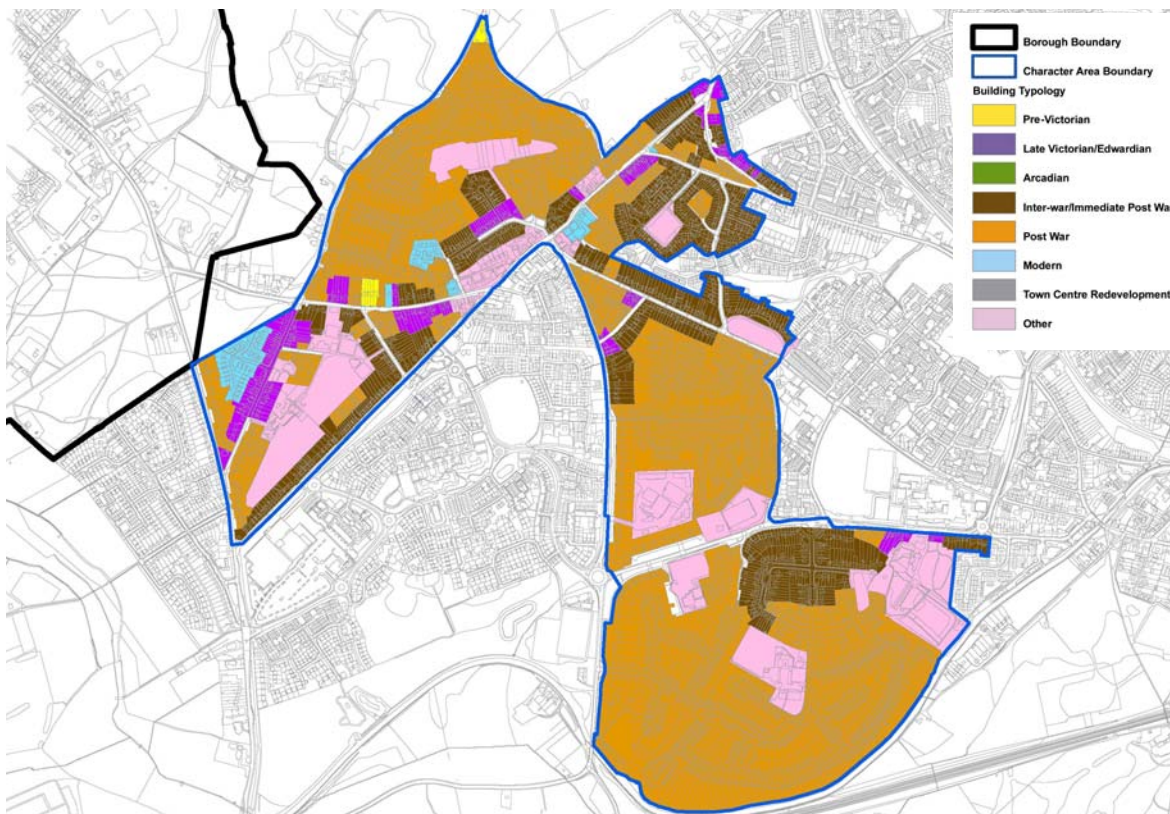 Borough Boundary
Character Area Boundary
Building Typology
Pre-Victorian
Late Victorian/Edwardian
Arcadian
Inter-war/Immediate Post Wa
Post War
Modern
Town Centre Redevelopment
Other